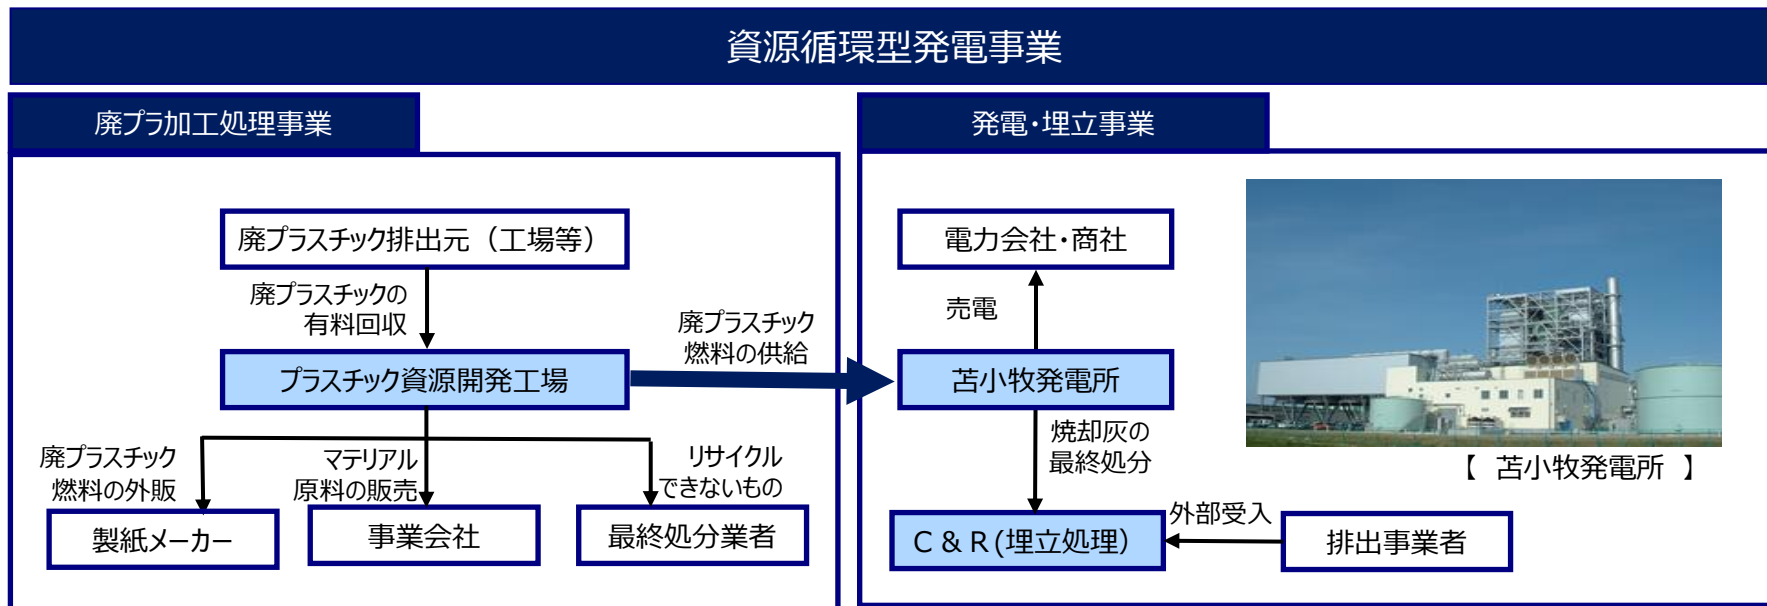 資源循環型発電事業
廃プラ加工処理事業
廃プラスチック排出元（工場等）
廃プラスチックの
有料回収
プラスチック資源開発工場
廃プラスチック
燃料の供給
廃プラスチック
燃料の外販
マテリアル
原料の販売
リサイクル
できないもの
製紙メーカー
事業会社
最終処分業者
発電・埋立事業
電力会社・商社
売電
苫小牧発電所
焼却灰の
最終処分
C & R (埋立処理）
外部受入
排出事業者
【 苫小牧発電所 】